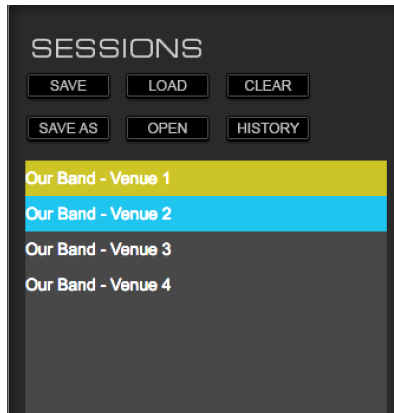 SESSIONS
SAVE LOAD CLEAR
SAVE AS OPEN HISTORY
Our Band - Venue 1
Our Band - Venue 2
Our Band - Venue 3
Our Band - Venue 4